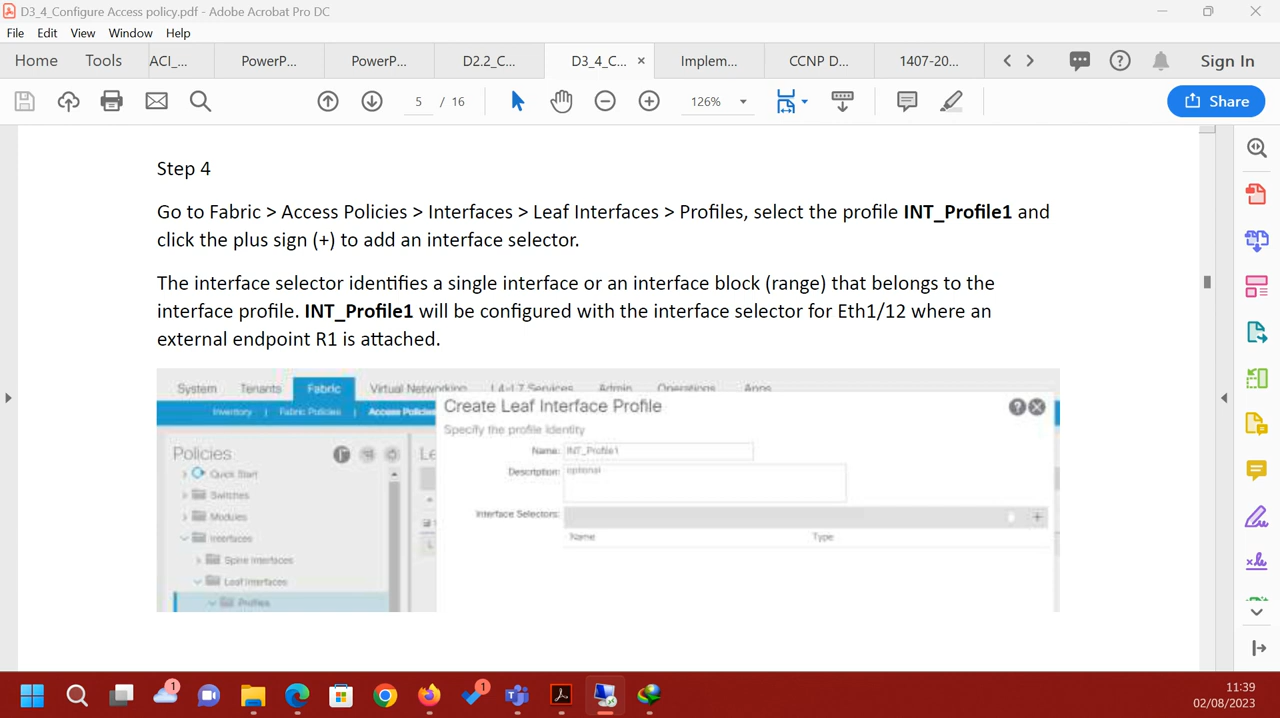 D3_4_Configure Access policy.pdf - Adobe Acrobat Pro DC
File Edit View Window Help
Home Tools ACI_... PowerP... PowerP... D2.2_C... D3_4_C... × Implem... CCNP D... 1407-20... Sign In
5 / 16 126% Share
Step 4
Go to Fabric > Access Policies > Interfaces > Leaf Interfaces > Profiles, select the profile INT_Profile1 and
click the plus sign (+) to add an interface selector.
The interface selector identifies a single interface or an interface block (range) that belongs to the
interface profile. INT_Profile1 will be configured with the interface selector for Eth1/12 where an
external endpoint R1 is attached.
System Tenants Fabric Virtual Networking L4-L7 Services Admin Operations Apps
Inventory | Fabric Policies | Access Policies
Create Leaf Interface Profile
Specify the profile Identity
Policies
Le
Name: INT_Profile1
Quick Start
Description: optional
Switches
Modules
Interface Selectors:
Interfaces
Name Type
Spine Interfaces
Leaf Interfaces
Profiles
1
1
11:39
02/08/2023